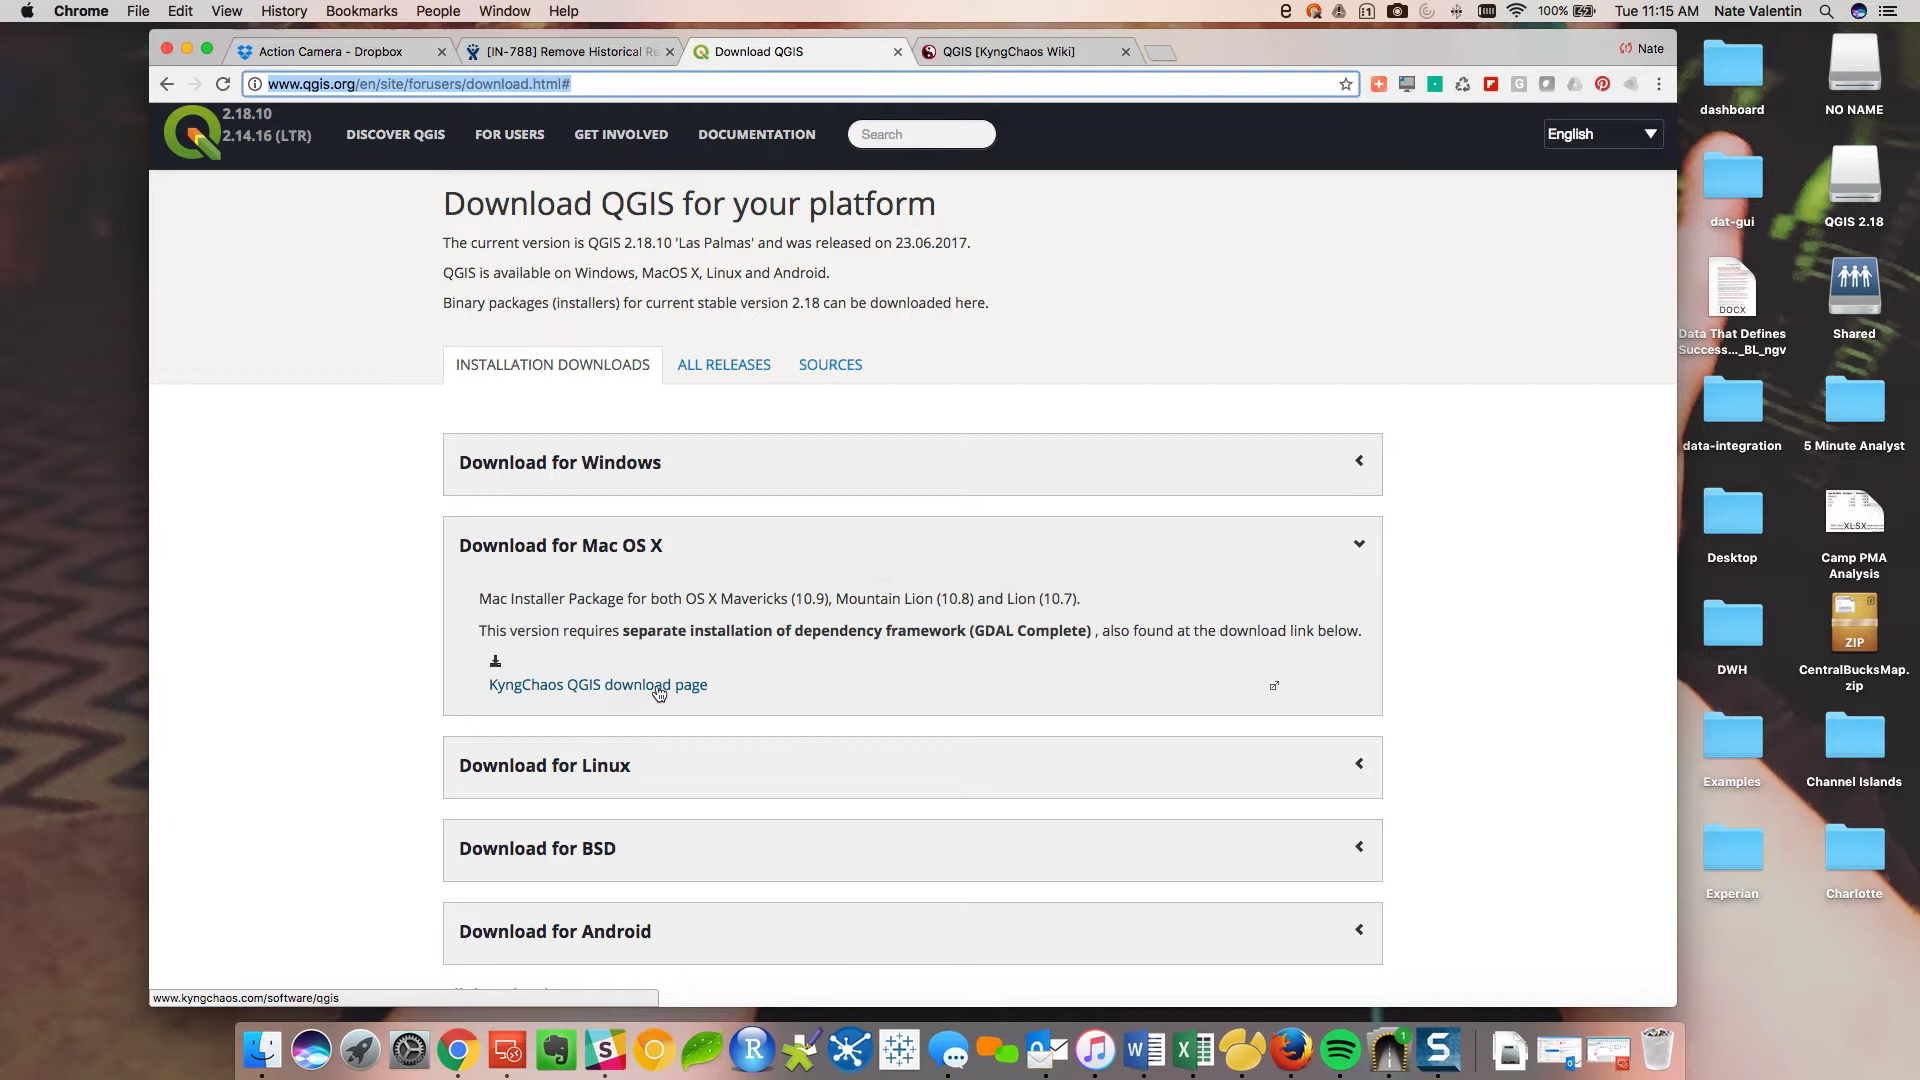 Chrome File Edit View History Bookmarks People Window Help
100% Tue 11:15 AM Nate Valentin
Action Camera - Dropbox
[IN-788] Remove Historical Re
Download QGIS
QGIS [KyngChaos Wiki]
Nate
www.qgis.org/en/site/forusers/download.html#
2.18.10
2.14.16 (LTR)
DISCOVER QGIS FOR USERS GET INVOLVED DOCUMENTATION
Search
English
Download QGIS for your platform
The current version is QGIS 2.18.10 'Las Palmas' and was released on 23.06.2017.
QGIS is available on Windows, MacOS X, Linux and Android.
Binary packages (installers) for current stable version 2.18 can be downloaded here.
INSTALLATION DOWNLOADS ALL RELEASES SOURCES
Download for Windows
Download for Mac OS X
Mac Installer Package for both OS X Mavericks (10.9), Mountain Lion (10.8) and Lion (10.7).
This version requires separate installation of dependency framework (GDAL Complete) , also found at the download link below.
KyngChaos QGIS download page
Download for Linux
Download for BSD
Download for Android
www.kyngchaos.com/software/qgis
dashboard
NO NAME
dat-gui
QGIS 2.18
DOCX
Data That Defines
Success..._BL_ngv
Shared
data-integration
5 Minute Analyst
Desktop
XLSX
Camp PMA
Analysis
DWH
ZIP
CentralBucksMap.
zip
Examples
Channel Islands
Experian
Charlotte